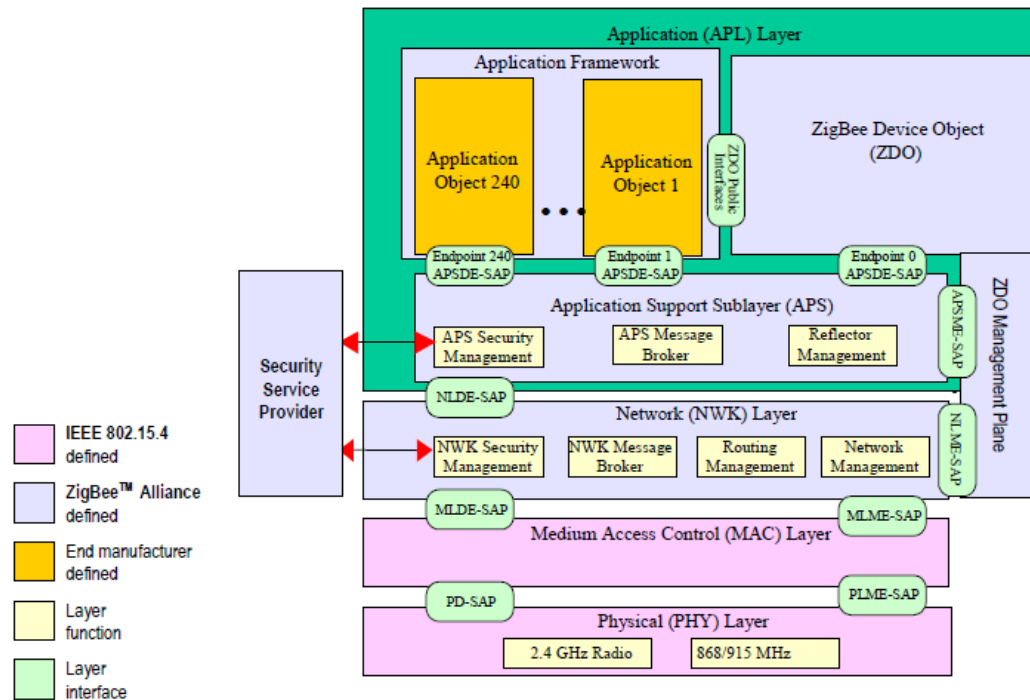 Application (APL) Layer
Application Framework
Application
Object 240
Application
Object 1
ZDO Public
Interfaces
ZigBee Device Object
(ZDO)
Endpoint 240
APSDE-SAP
Endpoint 1
APSDE-SAP
Endpoint 0
APSDE-SAP
Application Support Sublayer (APS)
APS Security
Management
APS Message
Broker
Reflector
Management
APSME-SAP
ZDO Management Plane
Security
Service
Provider
NLDE-SAP
Network (NWK) Layer
NWK Security
Management
NWK Message
Broker
Routing
Management
Network
Management
NLME-SAP
MLDE-SAP
MLME-SAP
Medium Access Control (MAC) Layer
PD-SAP
PLME-SAP
Physical (PHY) Layer
2.4 GHz Radio
868/915 MHz
IEEE 802.15.4
defined
ZigBee™ Alliance
defined
End manufacturer
defined
Layer
function
Layer
interface